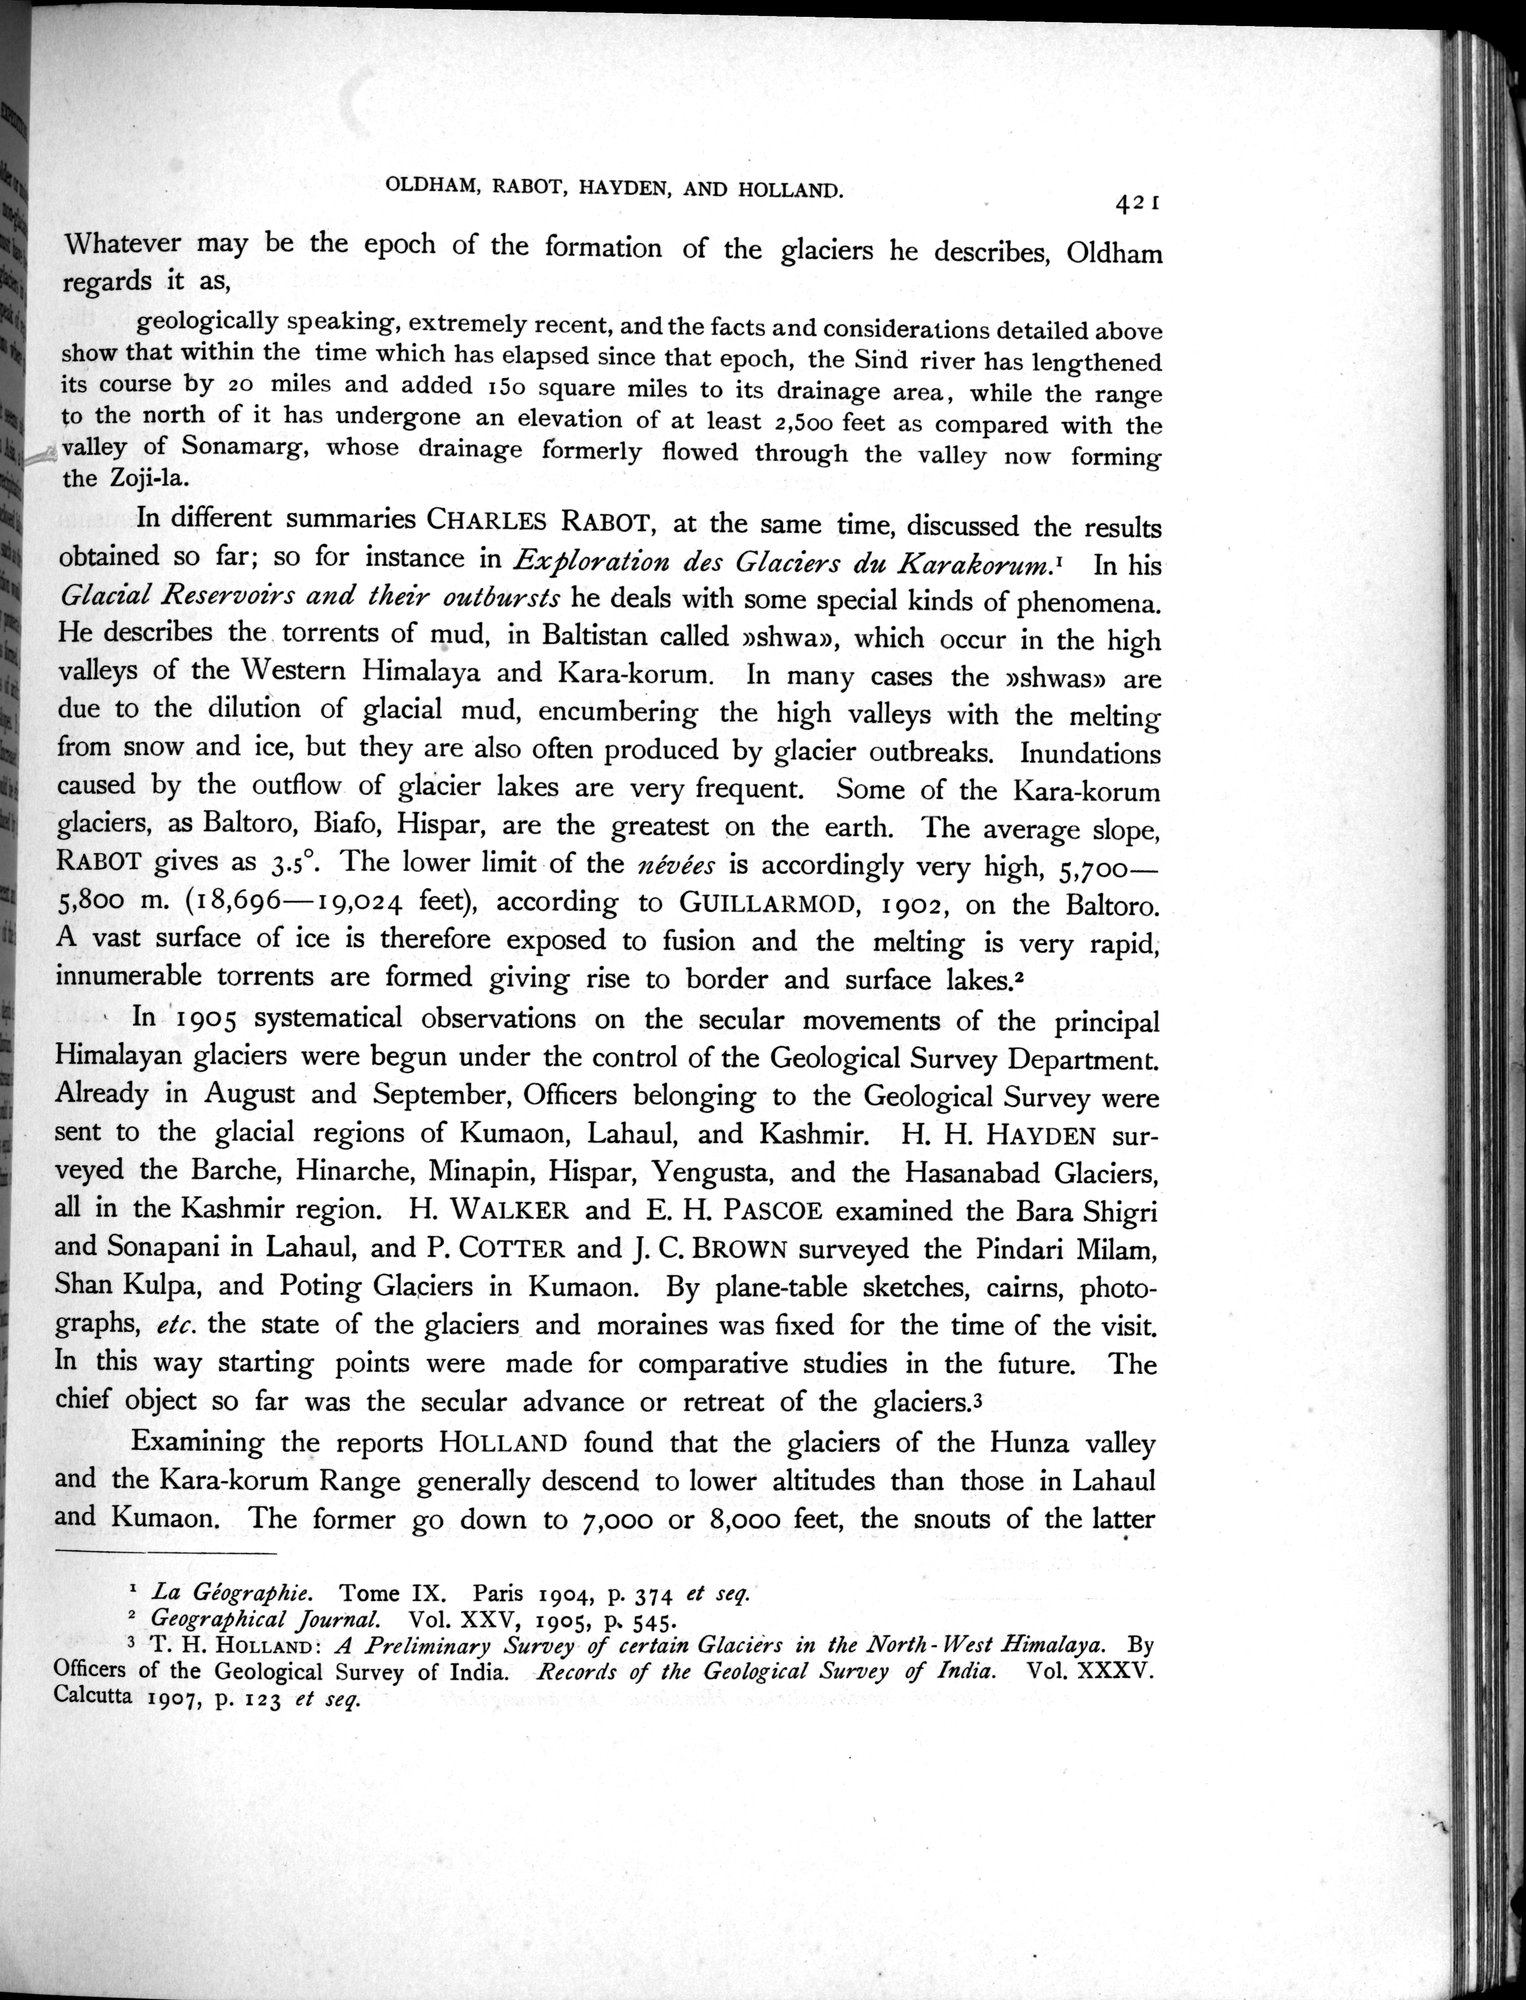 OLDHAM, RABOT, HAYDEN, AND HOLLAND.
421
Whatever may be the epoch of the formation of the glaciers he describes, Oldham
regards it as,
geologically speaking, extremely recent, and the facts and considerations detailed above
show that within the time which has elapsed since that epoch, the Sind river has lengthened
its course by 20 miles and added 150 square miles to its drainage area, while the range
to the north of it has undergone an elevation of at least 2,500 feet as compared with the
valley of Sonamarg, whose drainage formerly flowed through the valley now forming
the Zoji-la.
In different summaries CHARLES RABOT, at the same time, discussed the results
obtained so far; so for instance in Exploration des Glaciers du Karakorum.¹ In his
Glacial Reservoirs and their outbursts he deals with some special kinds of phenomena.
He describes the torrents of mud, in Baltistan called »shwa», which occur in the high
valleys of the Western Himalaya and Kara-korum. In many cases the »shwas» are
due to the dilution of glacial mud, encumbering the high valleys with the melting
from snow and ice, but they are also often produced by glacier outbreaks. Inundations
caused by the outflow of glacier lakes are very frequent. Some of the Kara-korum
glaciers, as Baltoro, Biafo, Hispar, are the greatest on the earth. The average slope,
RABOT gives as 3.5°. The lower limit of the névées is accordingly very high, 5,700—
5,800 m. (18,696—19,024 feet), according to GUILLARMOD, 1902, on the Baltoro.
A vast surface of ice is therefore exposed to fusion and the melting is very rapid,
innumerable torrents are formed giving rise to border and surface lakes.²
In 1905 systematical observations on the secular movements of the principal
Himalayan glaciers were begun under the control of the Geological Survey Department.
Already in August and September, Officers belonging to the Geological Survey were
sent to the glacial regions of Kumaon, Lahaul, and Kashmir. H. H. HAYDEN sur-
veyed the Barche, Hinarche, Minapin, Hispar, Yengusta, and the Hasanabad Glaciers,
all in the Kashmir region. H. WALKER and E. H. PASCOE examined the Bara Shigri
and Sonapani in Lahaul, and P. COTTER and J. C. BROWN surveyed the Pindari Milam,
Shan Kulpa, and Poting Glaciers in Kumaon. By plane-table sketches, cairns, photo-
graphs, etc. the state of the glaciers and moraines was fixed for the time of the visit.
In this way starting points were made for comparative studies in the future. The
chief object so far was the secular advance or retreat of the glaciers.³
Examining the reports HOLLAND found that the glaciers of the Hunza valley
and the Kara-korum Range generally descend to lower altitudes than those in Lahaul
and Kumaon. The former go down to 7,000 or 8,000 feet, the snouts of the latter
¹ La Géographie. Tome IX. Paris 1904, p. 374 et seq.
² Geographical Journal. Vol. XXV, 1905, p. 545.
³ T. H. HOLLAND: A Preliminary Survey of certain Glaciers in the North-West Himalaya. By
Officers of the Geological Survey of India. Records of the Geological Survey of India. Vol. XXXV.
Calcutta 1907, p. 123 et seq.